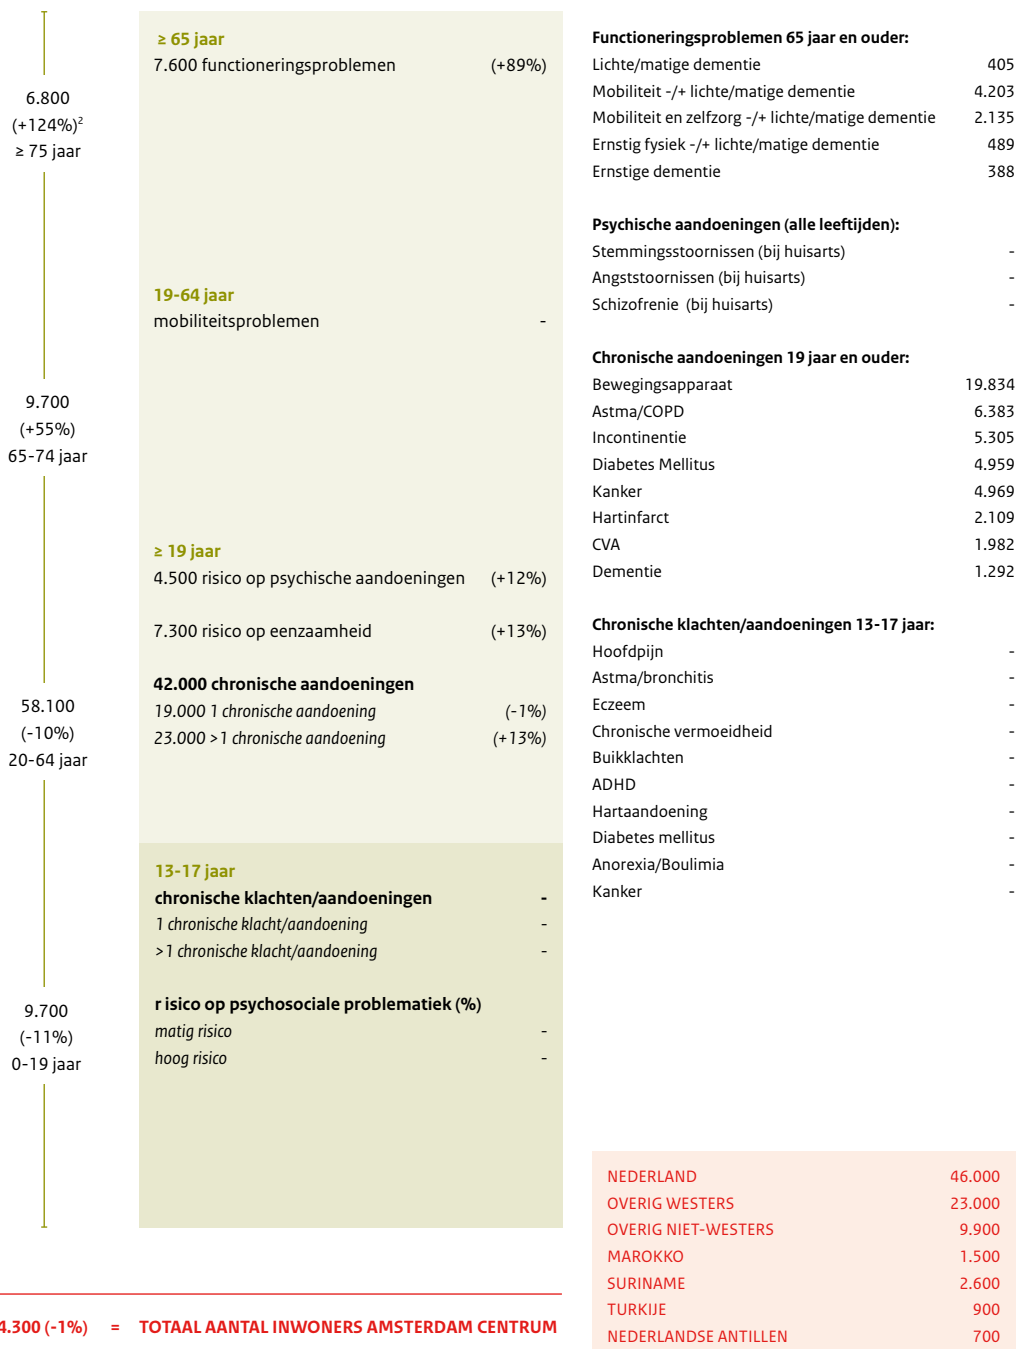 6.800
(+124%)²
≥ 75 jaar
9.700
(+55%)
65-74 jaar
58.100
(-10%)
20-64 jaar
9.700
(-11%)
0-19 jaar
≥ 65 jaar
7.600 functioneringsproblemen (+89%)
19-64 jaar
mobiliteitsproblemen -
≥ 19 jaar
4.500 risico op psychische aandoeningen (+12%)
7.300 risico op eenzaamheid (+13%)
42.000 chronische aandoeningen
19.000 1 chronische aandoening (-1%)
23.000 >1 chronische aandoening (+13%)
13-17 jaar
chronische klachten/aandoeningen -
1 chronische klacht/aandoening -
>1 chronische klacht/aandoening -
r isico op psychosociale problematiek (%)
matig risico -
hoog risico -
4.300 (-1%) = TOTAAL AANTAL INWONERS AMSTERDAM CENTRUM
Functioneringsproblemen 65 jaar en ouder:
Lichte/matige dementie 405
Mobiliteit -/+ lichte/matige dementie 4.203
Mobiliteit en zelfzorg -/+ lichte/matige dementie 2.135
Ernstig fysiek -/+ lichte/matige dementie 489
Ernstige dementie 388
Psychische aandoeningen (alle leeftijden):
Stemmingsstoornissen (bij huisarts) -
Angststoornissen (bij huisarts) -
Schizofrenie (bij huisarts) -
Chronische aandoeningen 19 jaar en ouder:
Bewegingsapparaat 19.834
Astma/COPD 6.383
Incontinentie 5.305
Diabetes Mellitus 4.959
Kanker 4.969
Hartinfarct 2.109
CVA 1.982
Dementie 1.292
Chronische klachten/aandoeningen 13-17 jaar:
Hoofdpijn -
Astma/bronchitis -
Eczeem -
Chronische vermoeidheid -
Buikklachten -
ADHD -
Hartaandoening -
Diabetes mellitus -
Anorexia/Boulimia -
Kanker -
NEDERLAND 46.000
OVERIG WESTERS 23.000
OVERIG NIET-WESTERS 9.900
MAROKKO 1.500
SURINAME 2.600
TURKIJE 900
NEDERLANDSE ANTILLEN 700